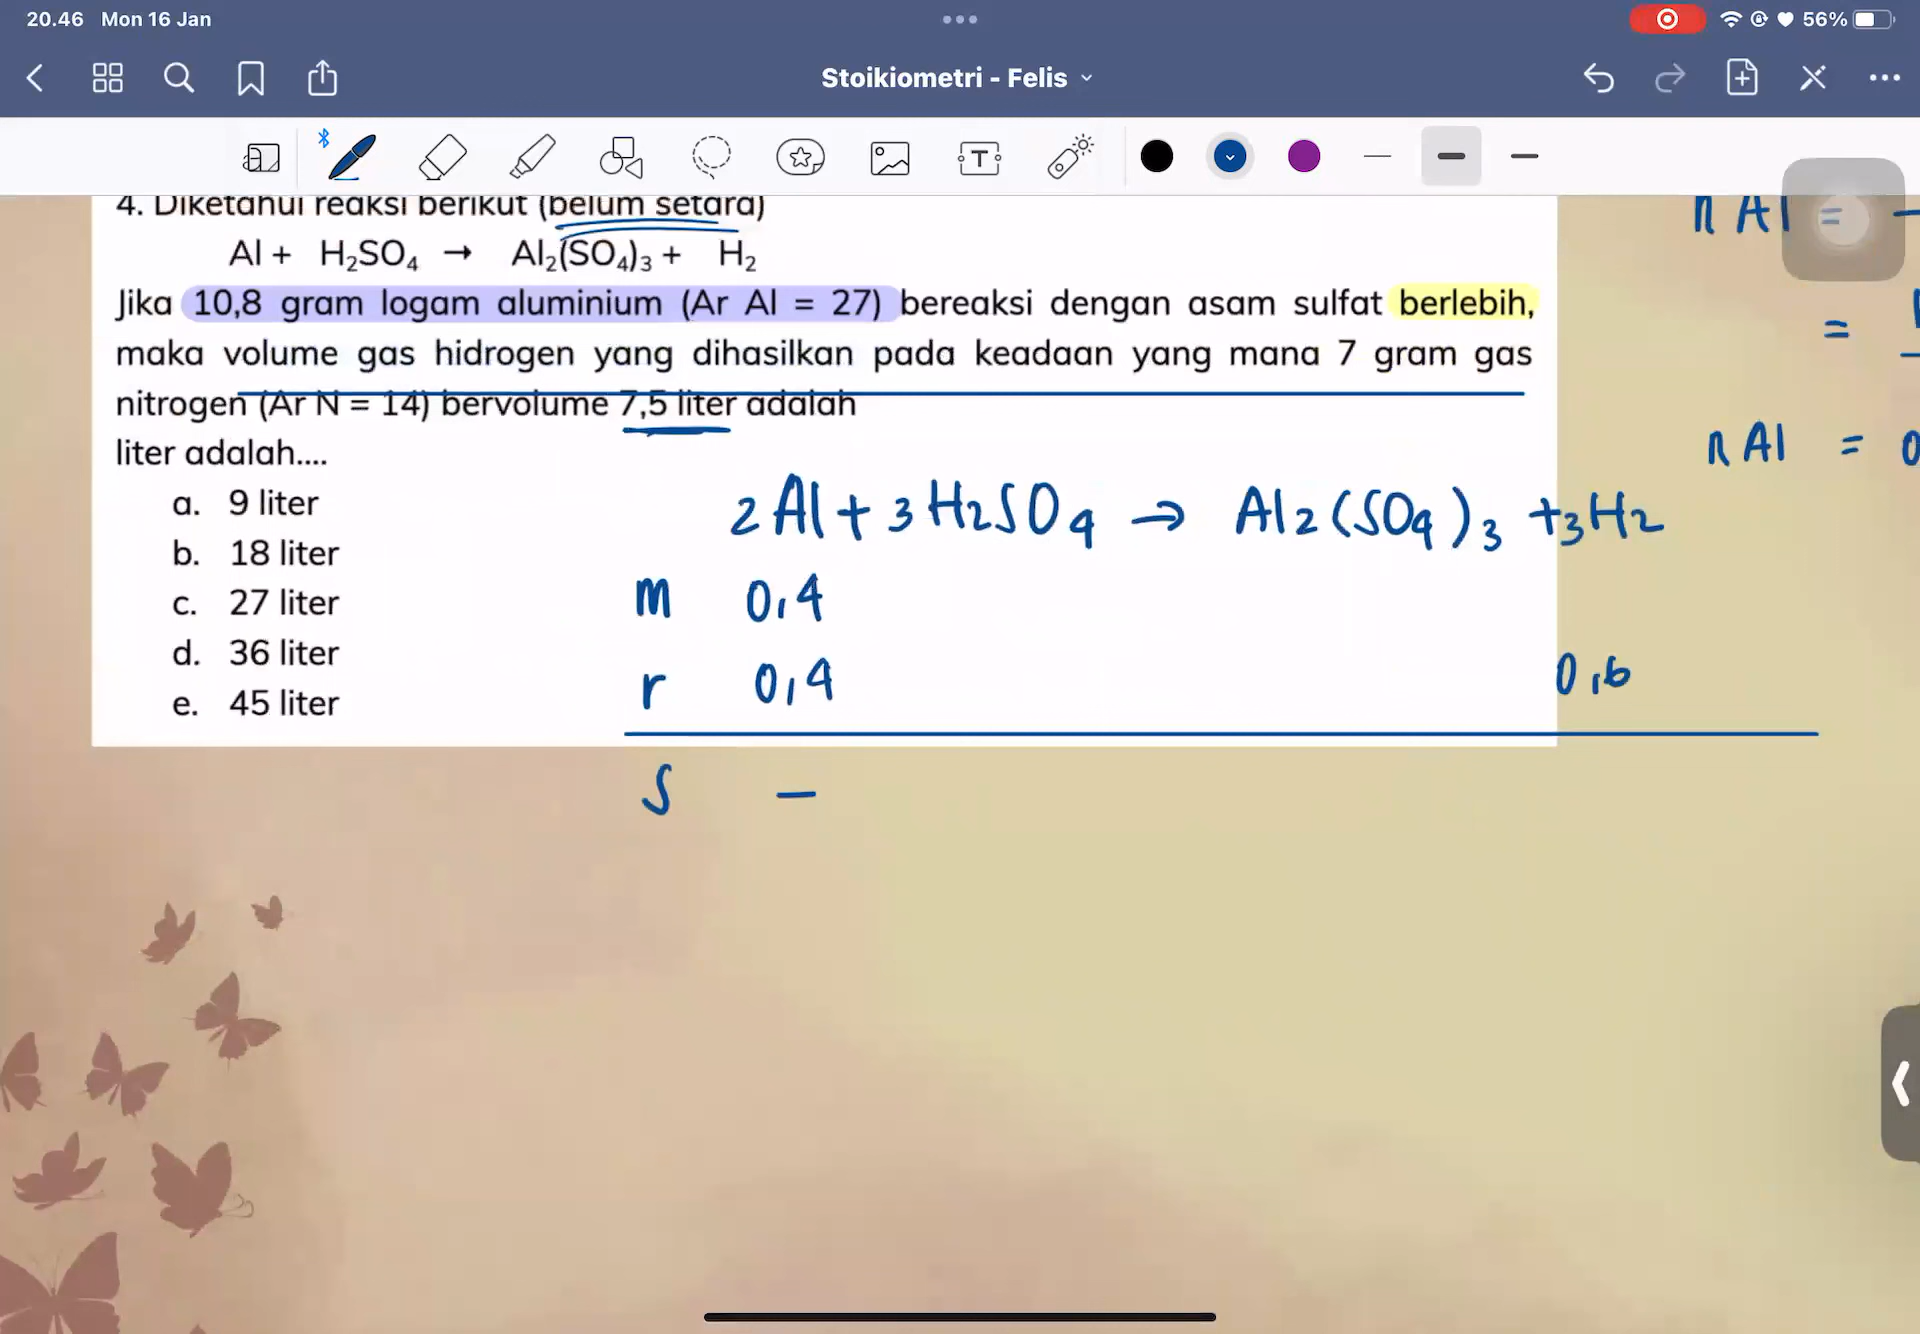 20.46 Mon 16 Jan
56%
Stoikiometri - Felis
4. Diketahui reaksi berikut (belum setara)
Al + H₂SO₄ → Al₂(SO₄)₃ + H₂
Jika 10,8 gram logam aluminium (Ar Al = 27) bereaksi dengan asam sulfat berlebih,
maka volume gas hidrogen yang dihasilkan pada keadaan yang mana 7 gram gas
nitrogen (Ar N = 14) bervolume 7,5 liter adalah
liter adalah....
a. 9 liter
b. 18 liter
c. 27 liter
d. 36 liter
e. 45 liter
2Al + 3H₂SO₄ → Al₂(SO₄)₃ + 3H₂
m 0,4
r 0,4 0,6
s -
n Al =
=
n Al = 0